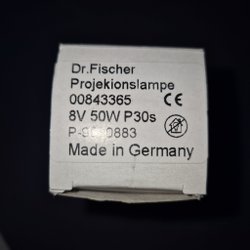 Dr.Fischer
Projekionslampe
00843365 CE
8V 50W P30s
Made in Germany